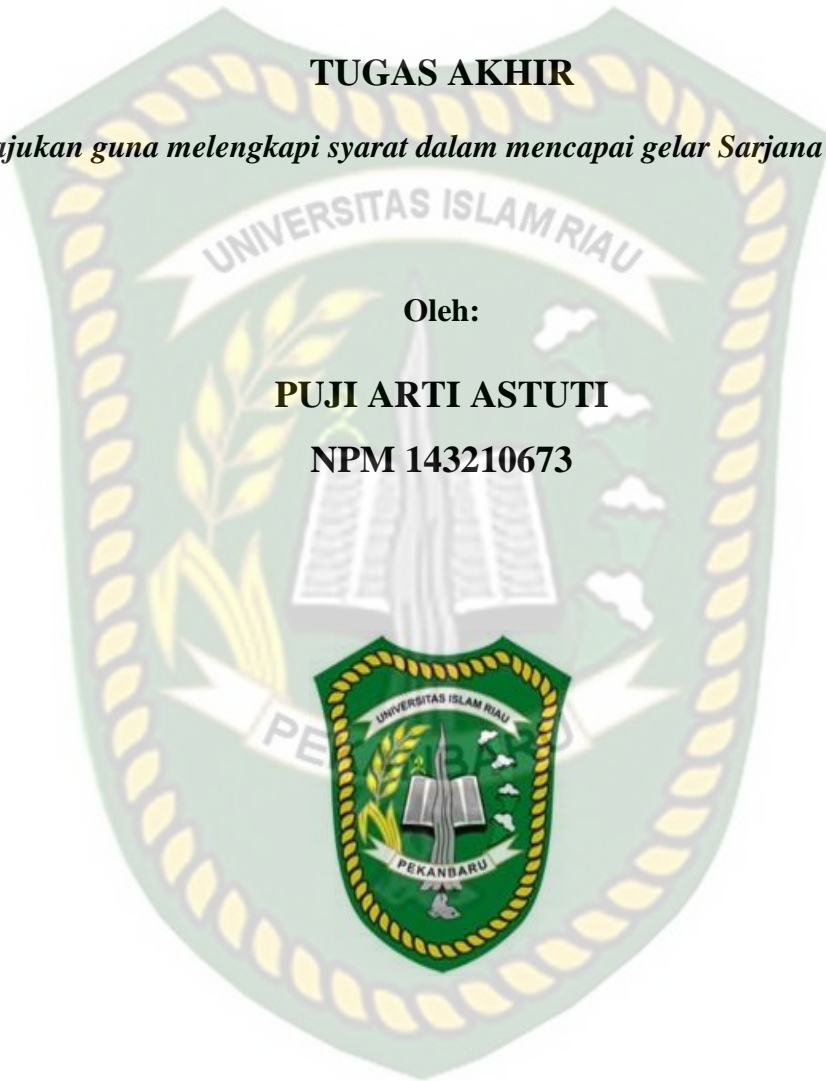 TUGAS AKHIR
guna melengkapi syarat dalam mencapai gelar Sarjana
UNIVERSITAS ISLAM RIAU
Oleh:
PUJI ARTI ASTUTI
NPM 143210673
UNIVERSITAS ISLAM RIAU
PEKANBARU
PEKANBARU